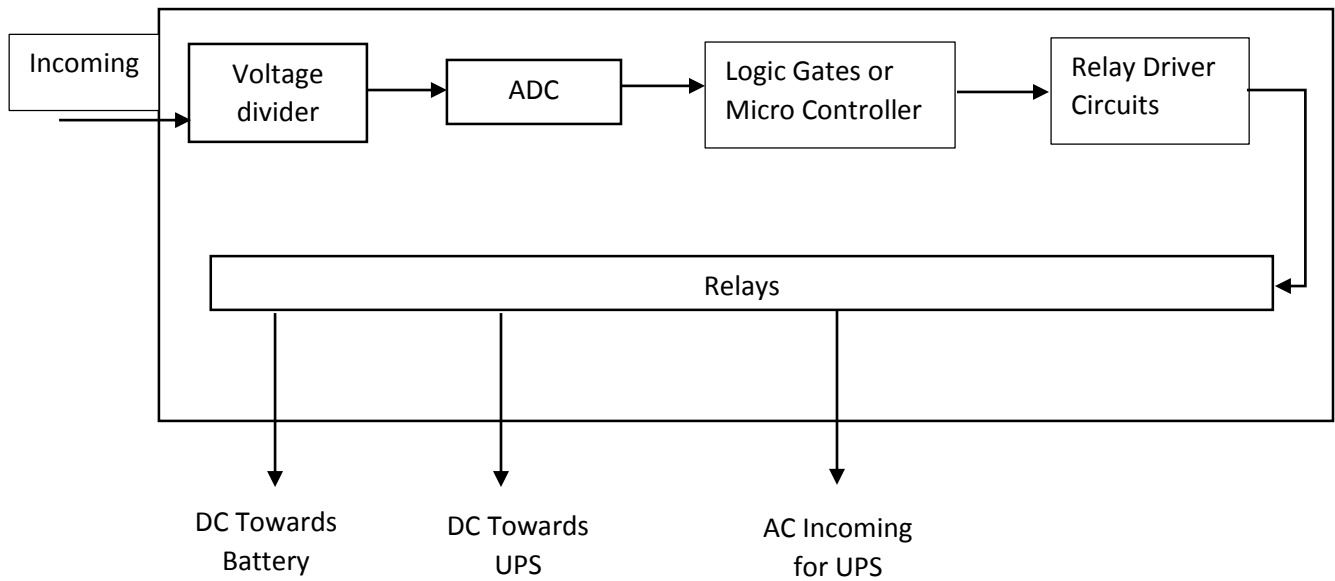 Incoming
Voltage
divider
ADC
Logic Gates or
Micro Controller
Relay Driver
Circuits
Relays
DC Towards
Battery
DC Towards
UPS
AC Incoming
for UPS